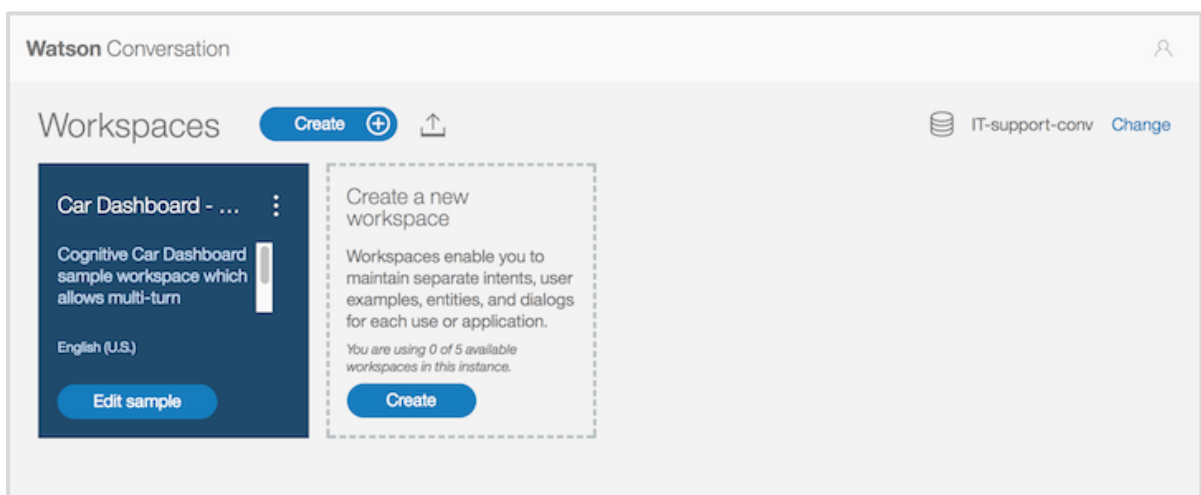 Watson Conversation
Workspaces
Create
IT-support-conv Change
Car Dashboard - ...
Cognitive Car Dashboard
sample workspace which
allows multi-turn
English (U.S.)
Edit sample
Create a new
workspace
Workspaces enable you to
maintain separate intents, user
examples, entities, and dialogs
for each use or application.
You are using 0 of 5 available
workspaces in this instance.
Create